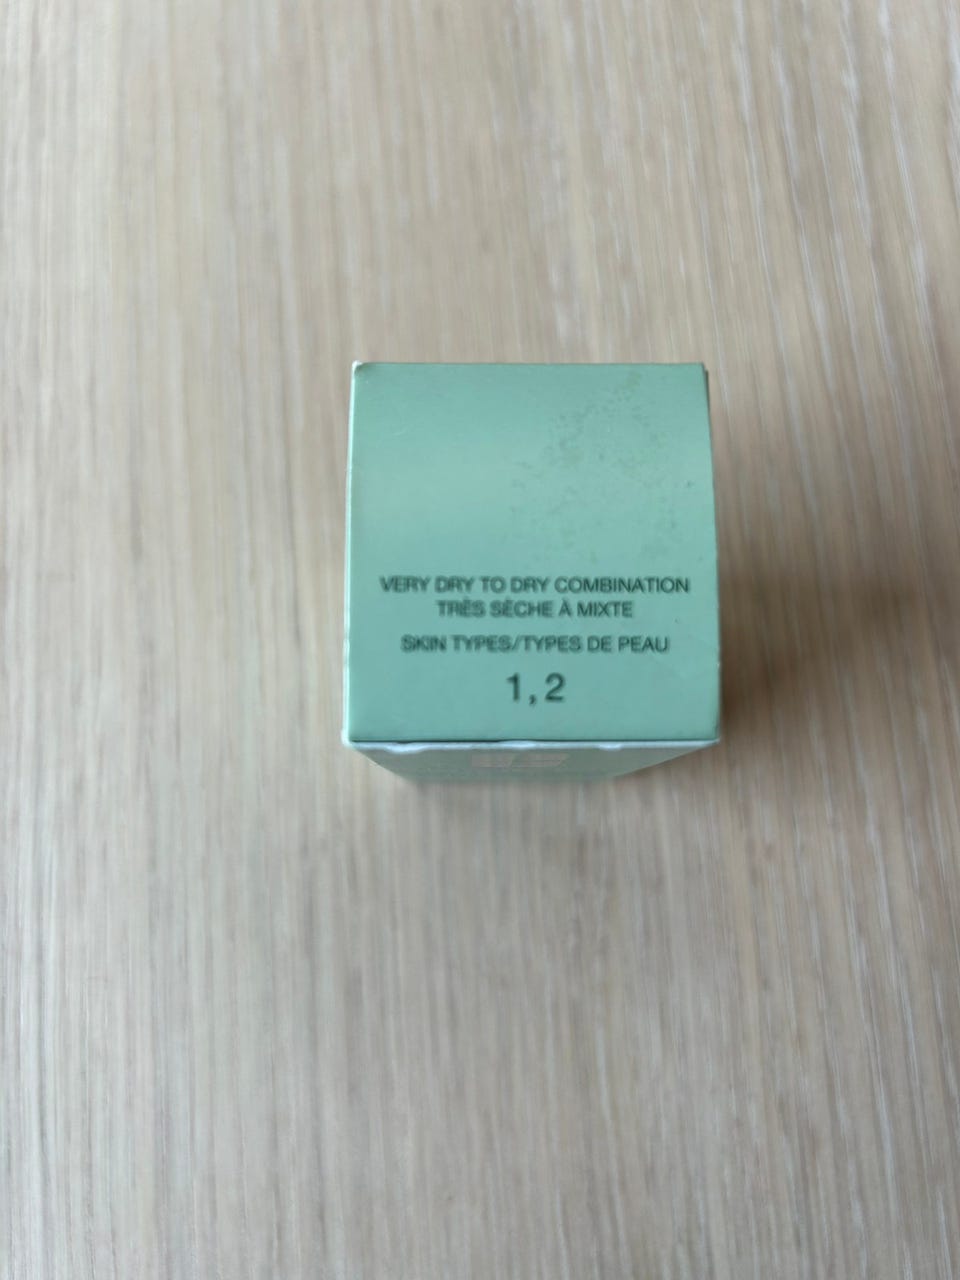 VERY DRY TO DRY COMBINATION
TRÈS SÈCHE À MIXTE
SKIN TYPES/TYPES DE PEAU
1, 2